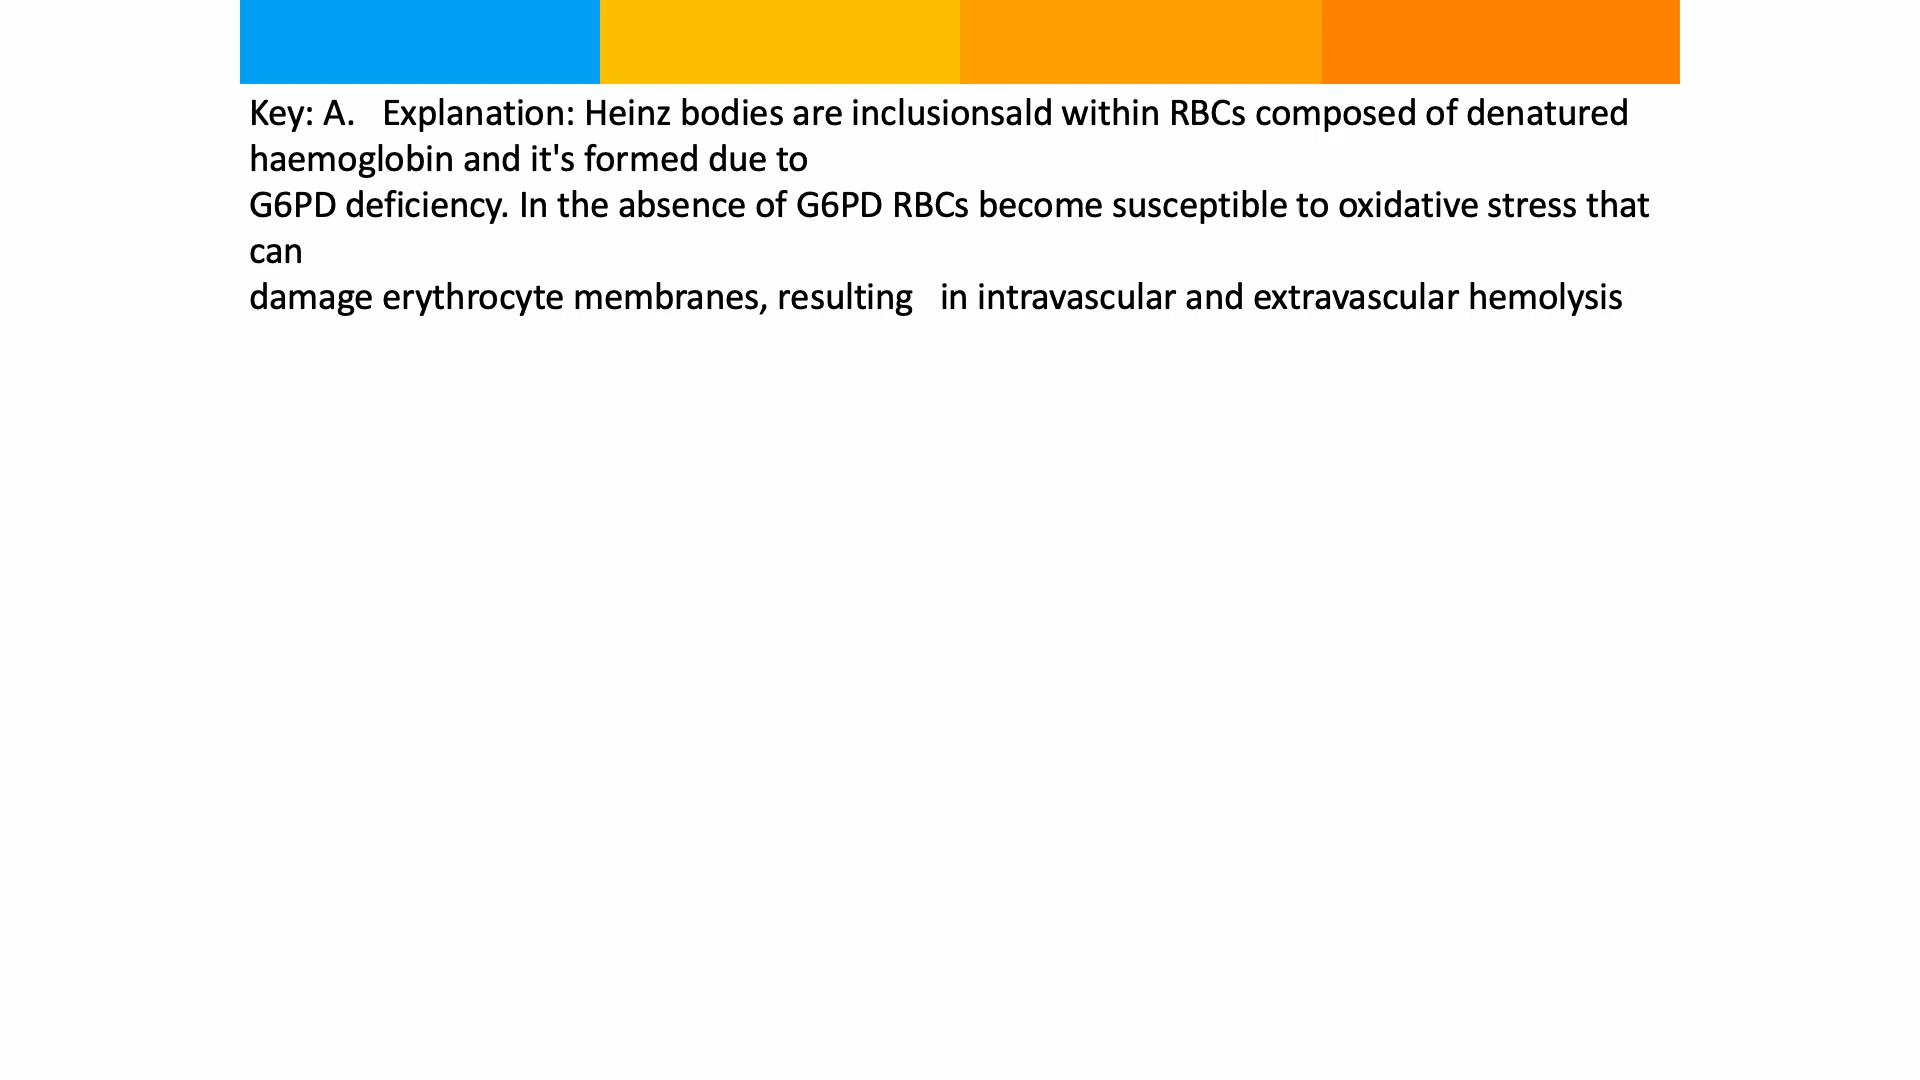 Key: A.   Explanation: Heinz bodies are inclusionsald within RBCs composed of denatured
haemoglobin and it's formed due to
G6PD deficiency. In the absence of G6PD RBCs become susceptible to oxidative stress that
can
damage erythrocyte membranes, resulting   in intravascular and extravascular hemolysis